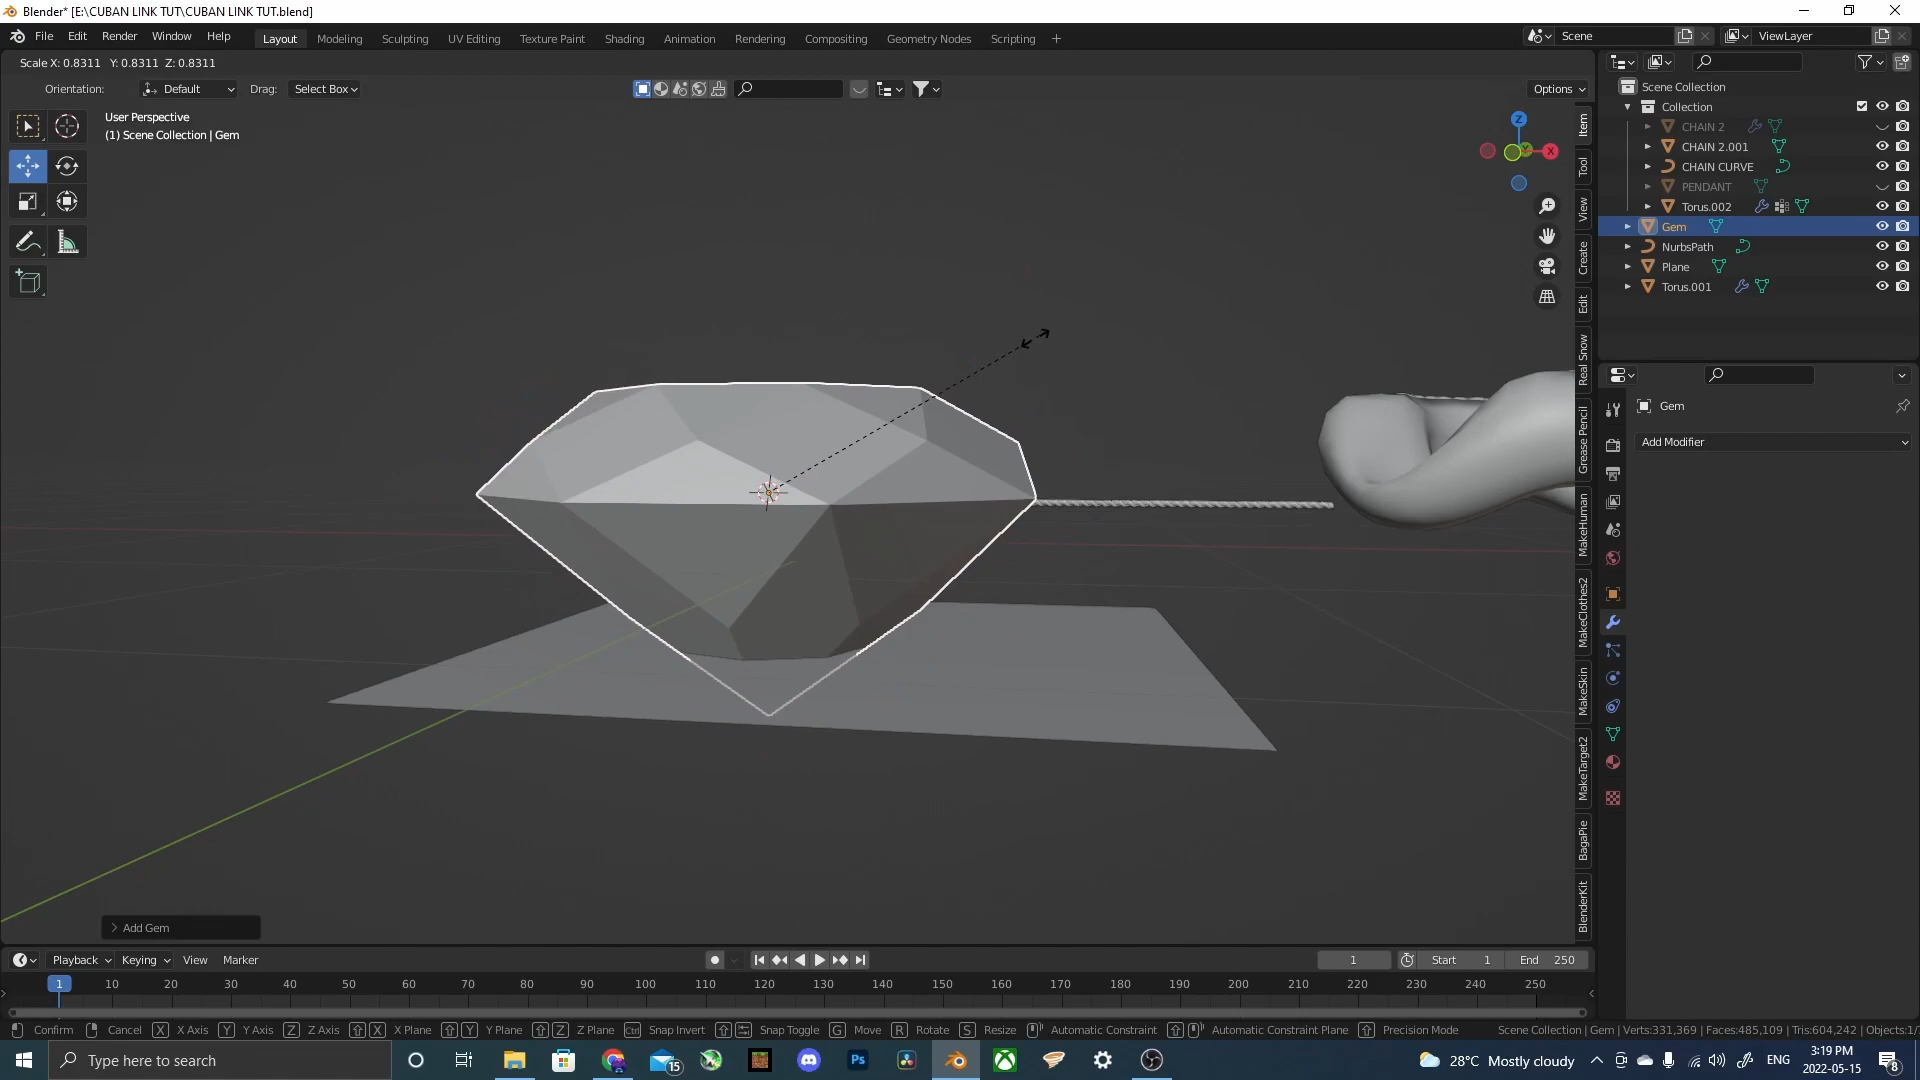 Blender* [E:\CUBAN LINK TUT\CUBAN LINK TUT.blend]
File Edit Render Window Help Layout Modeling Sculpting UV Editing Texture Paint Shading Animation Rendering Compositing Geometry Nodes Scripting Scene ViewLayer
Scale X: 0.8311 Y: 0.8311 Z: 0.8311
Orientation: Default Drag: Select Box Options
User Perspective
(1) Scene Collection | Gem
Z
X
Item
Tool
View
Create
Edit
Real Snow
Grease Pencil
MakeHuman
MakeClothes2
MakeSkin
MakeTarget2
BagaPie
BlenderKit
Scene Collection
Collection
CHAIN 2
CHAIN 2.001
CHAIN CURVE
PENDANT
Torus.002
Gem
NurbsPath
Plane
Torus.001
Gem
Add Modifier
Add Gem
Playback Keying View Marker 1 Start 1 End 250
1 10 20 30 40 50 60 70 80 90 100 110 120 130 140 150 160 170 180 190 200 210 220 230 240 250
Confirm Cancel X X Axis Y Y Axis Z Z Axis X X Plane Y Y Plane Z Z Plane Ctrl Snap Invert Snap Toggle G Move R Rotate S Resize Automatic Constraint Automatic Constraint Plane Precision Mode Scene Collection | Gem | Verts:331,369 | Faces:485,109 | Tris:604,242 | Objects:1/
Type here to search 15 Ps 28°C Mostly cloudy ENG 3:19 PM 8
2022-05-15